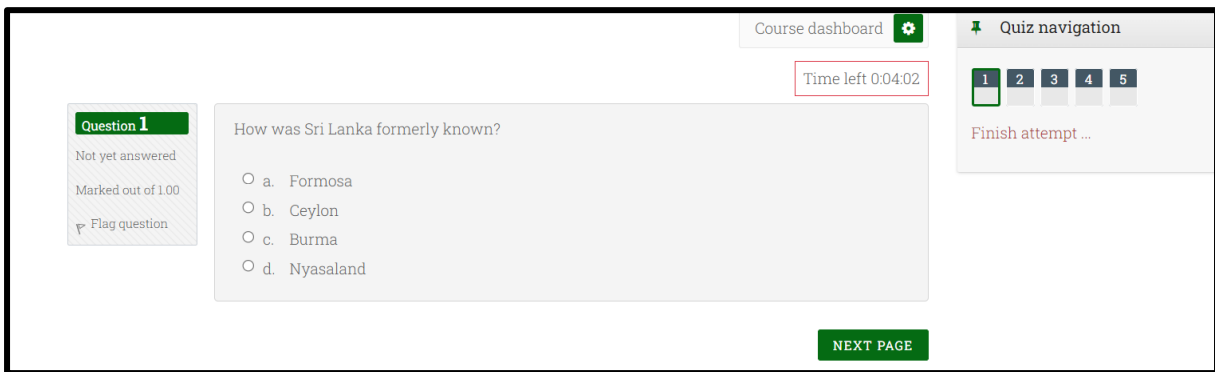 Course dashboard
Time left 0:04:02
Question 1
Not yet answered
Marked out of 1.00
Flag question
How was Sri Lanka formerly known?
a. Formosa
b. Ceylon
c. Burma
d. Nyasaland
NEXT PAGE
Quiz navigation
1 2 3 4 5
Finish attempt ...